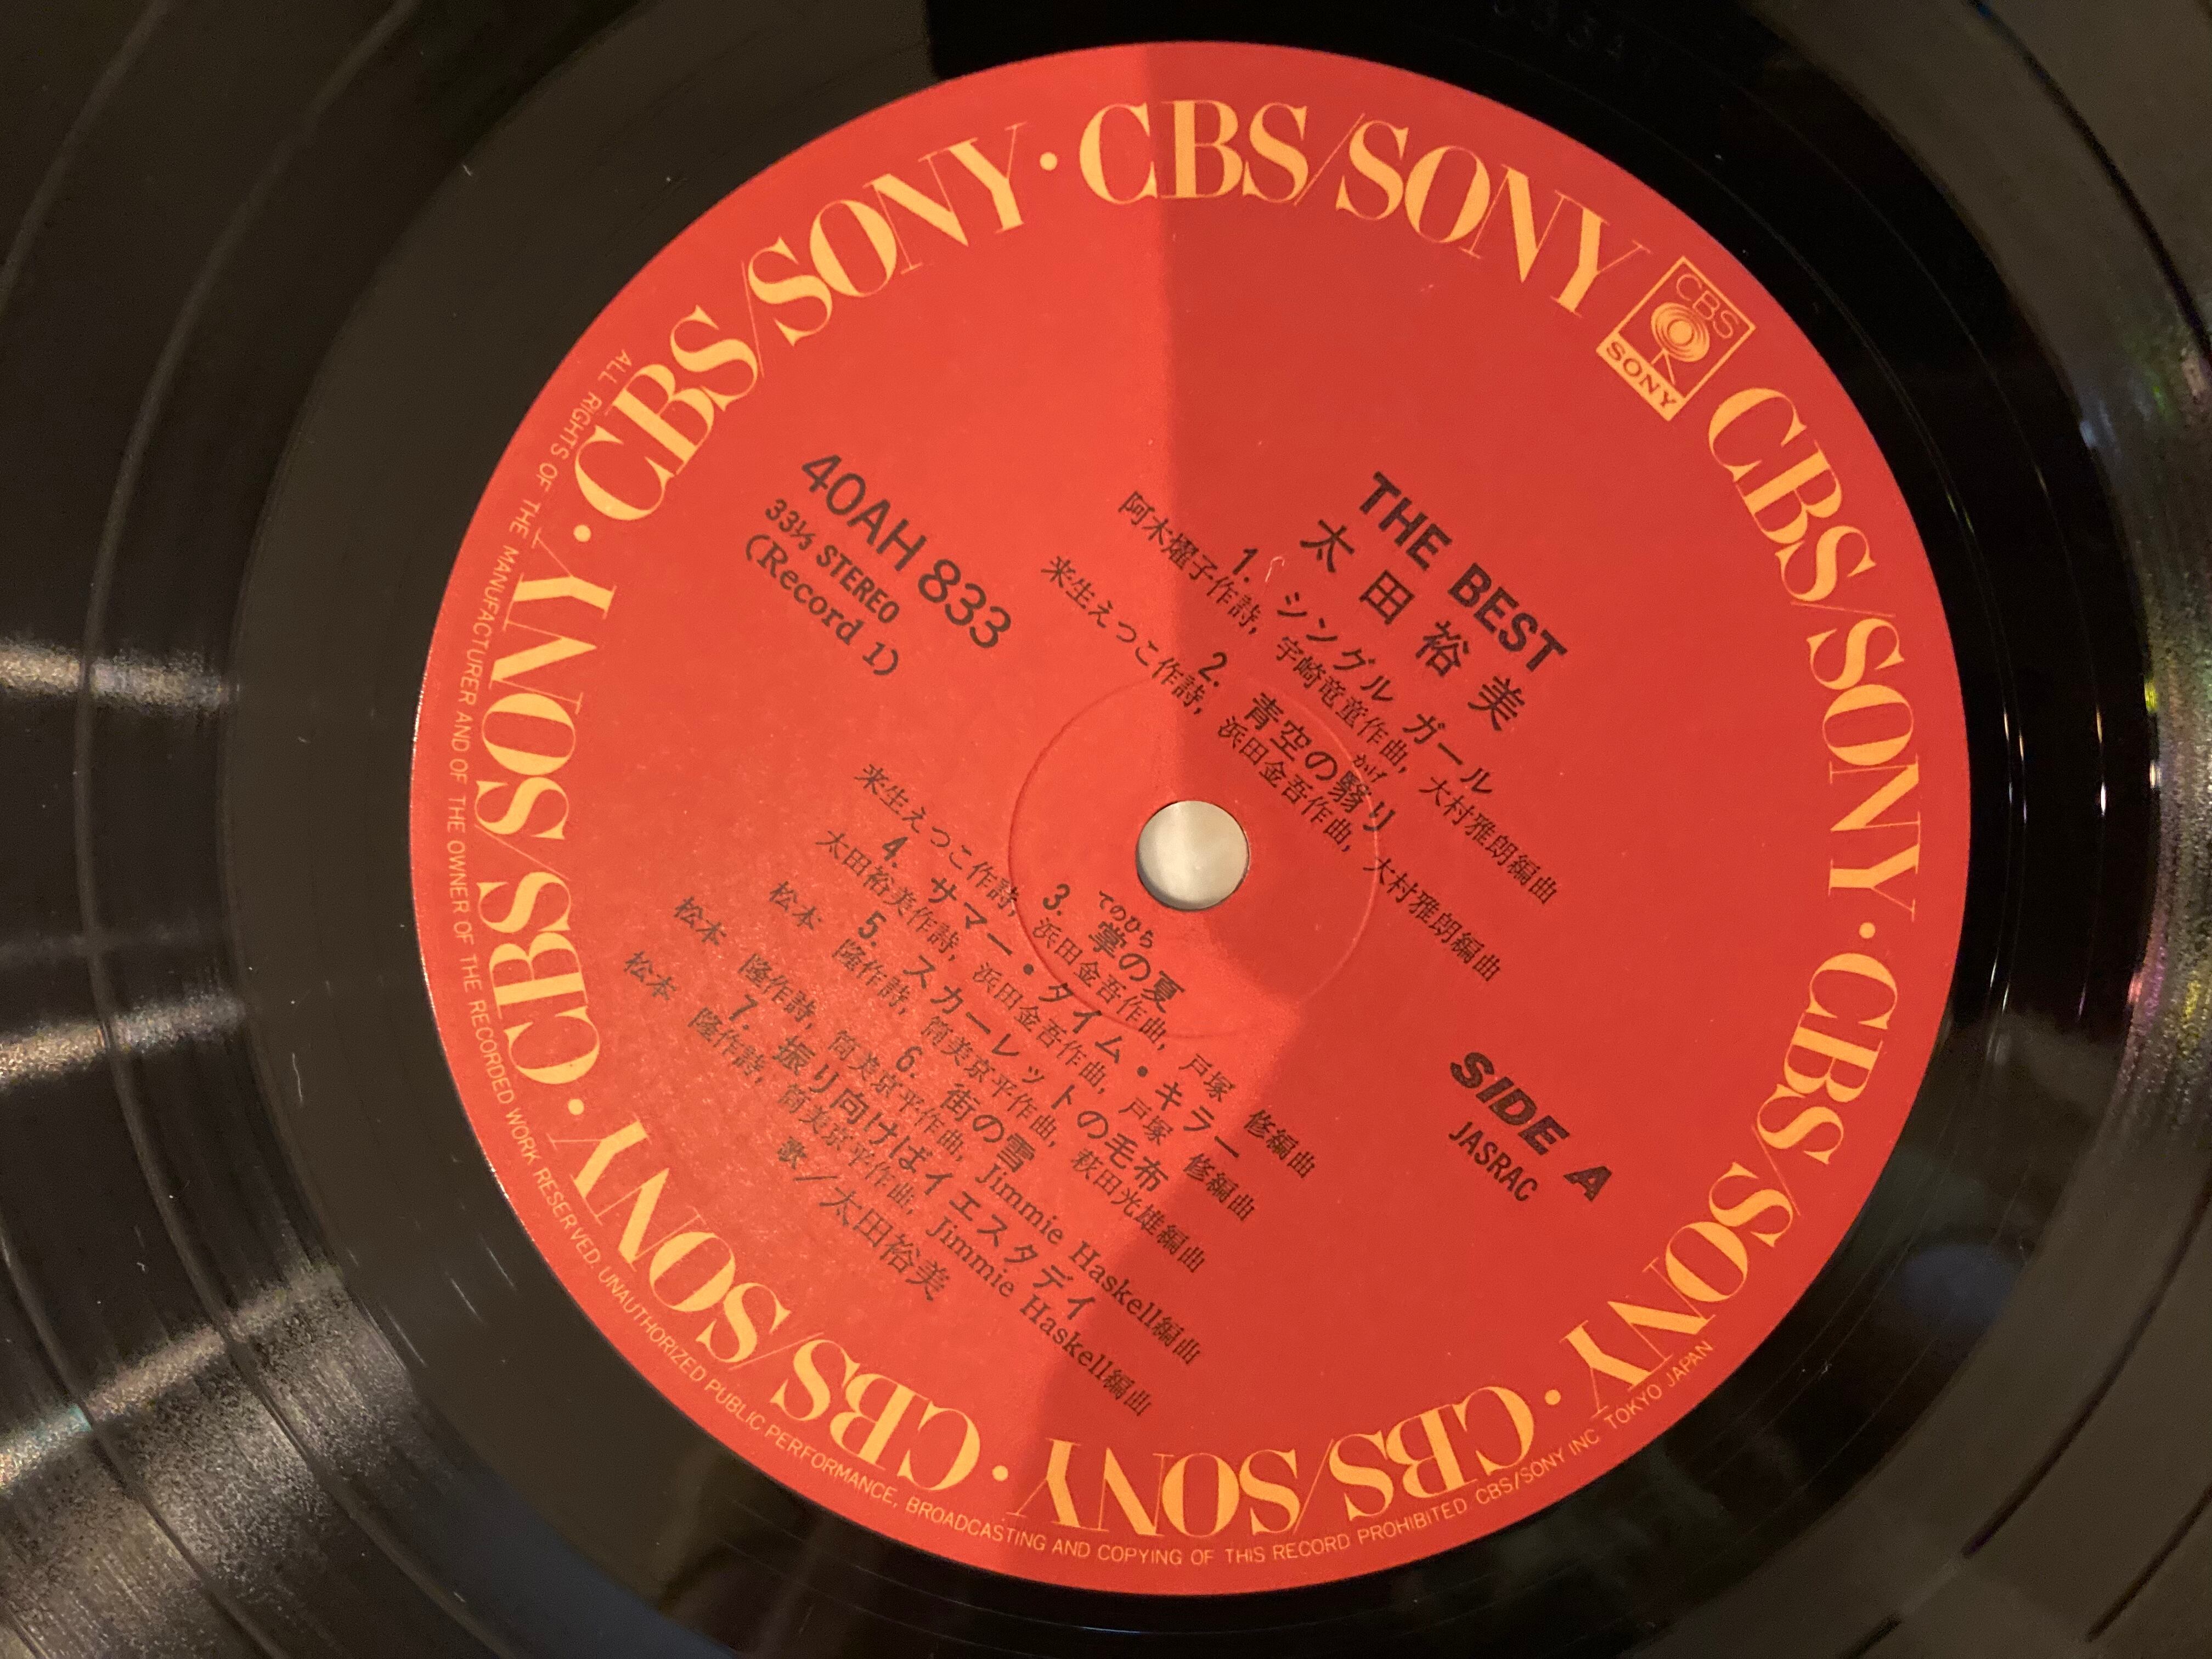 CBS/SONY・CBS/SONY
CBS
SONY
CBS/SONY・CBS/SONY・CBS/SONY・CBS/SONY・CBS/SONY・
THE BEST
太田裕美
1. シングル ガール
阿木燿子作詩, 宇崎竜童作曲, 大村雅朗編曲
かげ
2. 青空の翳り
来生えつこ作詩, 浜田金吾作曲, 大村雅朗編曲
40AH 833
33⅓ STEREO
(Record 1)
SIDE A
JASRAC
てのひら
3. 掌の夏
来生えつこ作詩, 浜田金吾作曲, 戸塚 修編曲
4. サマー・タイム・キラー
太田裕美作詩, 浜田金吾作曲, 戸塚 修編曲
5. スカーレットの毛布
松本 隆作詩, 筒美京平作曲, 萩田光雄編曲
6. 街の雪
松本 隆作詩, 筒美京平作曲, Jimmie Haskell編曲
7. 振り向けばイエスタデイ
松本 隆作詩, 筒美京平作曲, Jimmie Haskell編曲
歌／太田裕美
ALL RIGHTS OF THE MANUFACTURER AND OF THE OWNER OF THE RECORDED WORK RESERVED. UNAUTHORIZED PUBLIC PERFORMANCE, BROADCASTING AND COPYING OF THIS RECORD PROHIBITED CBS/SONY INC TOKYO JAPAN